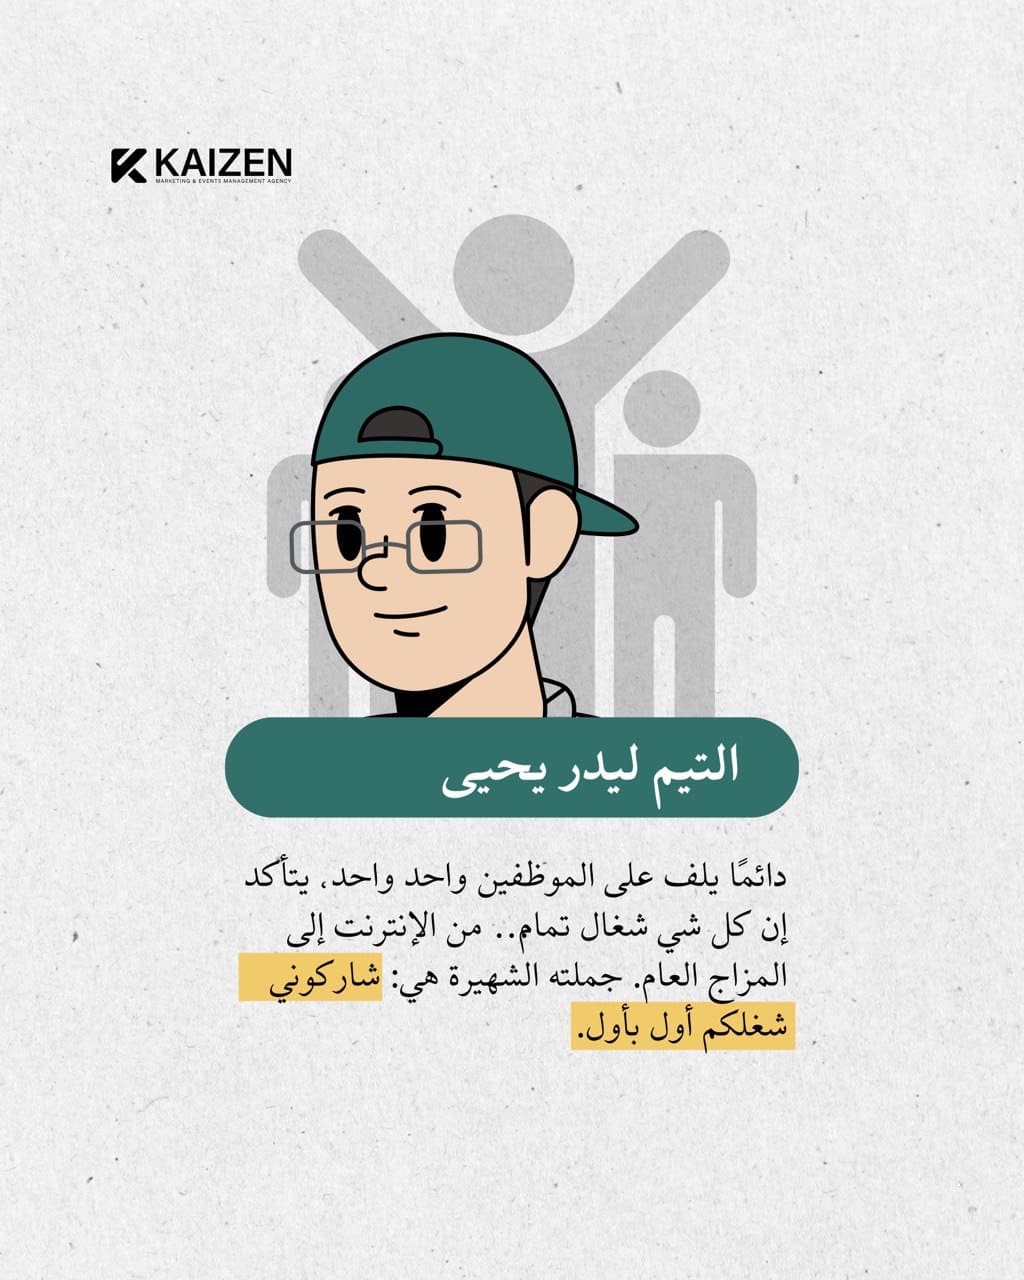 KAIZEN
MARKETING & EVENTS MANAGEMENT AGENCY
التيم ليدر يحيى
دائمًا يلف على الموظفين واحد واحد، يتأكد
إن كل شي شغال تمام.. من الإنترنت إلى
المزاج العام. جملته الشهيرة هي: شاركوني
شغلكم أول بأول.